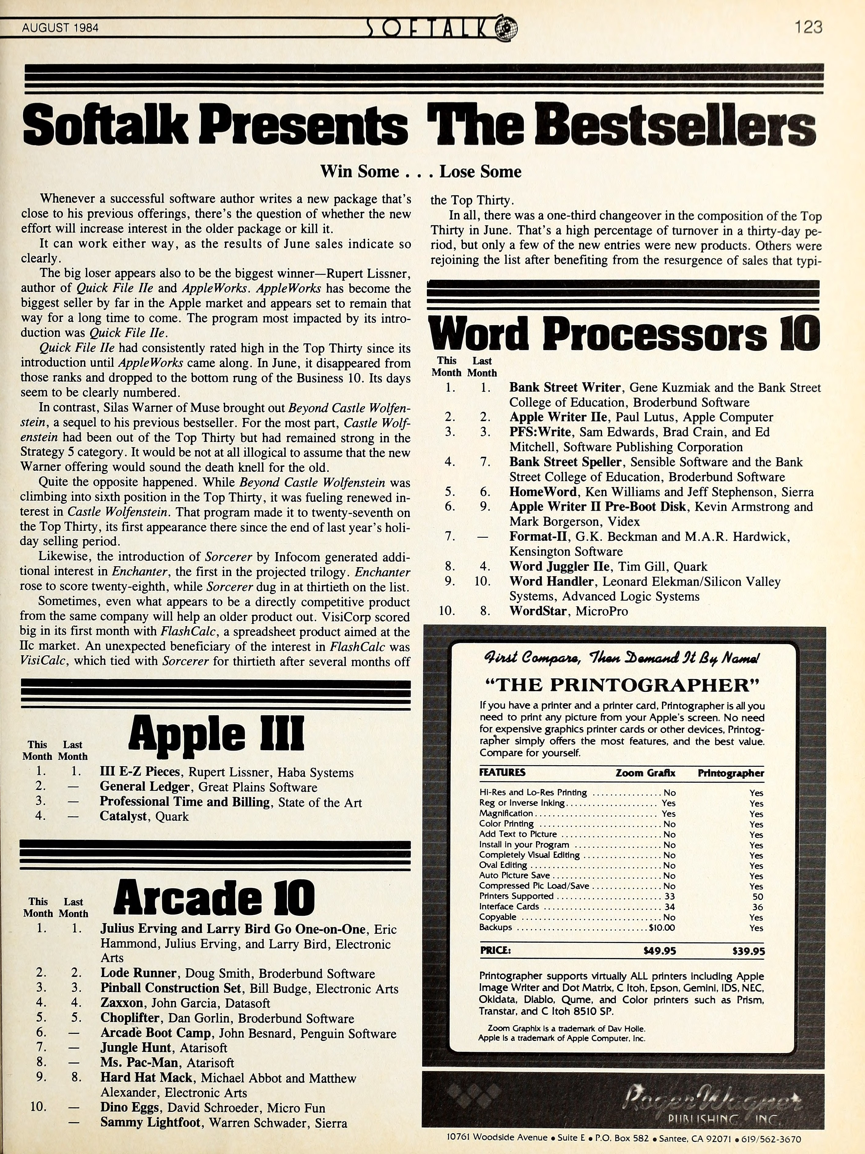 AUGUST 1984
SOFTALK
123
Softalk Presents The Bestsellers
Win Some . . . Lose Some
Whenever a successful software author writes a new package that's
close to his previous offerings, there's the question of whether the new
effort will increase interest in the older package or kill it.
It can work either way, as the results of June sales indicate so
clearly.
The big loser appears also to be the biggest winner—Rupert Lissner,
author of Quick File IIe and AppleWorks. AppleWorks has become the
biggest seller by far in the Apple market and appears set to remain that
way for a long time to come. The program most impacted by its intro-
duction was Quick File IIe.
Quick File IIe had consistently rated high in the Top Thirty since its
introduction until AppleWorks came along. In June, it disappeared from
those ranks and dropped to the bottom rung of the Business 10. Its days
seem to be clearly numbered.
In contrast, Silas Warner of Muse brought out Beyond Castle Wolfen-
stein, a sequel to his previous bestseller. For the most part, Castle Wolf-
enstein had been out of the Top Thirty but had remained strong in the
Strategy 5 category. It would be not at all illogical to assume that the new
Warner offering would sound the death knell for the old.
Quite the opposite happened. While Beyond Castle Wolfenstein was
climbing into sixth position in the Top Thirty, it was fueling renewed in-
terest in Castle Wolfenstein. That program made it to twenty-seventh on
the Top Thirty, its first appearance there since the end of last year's holi-
day selling period.
Likewise, the introduction of Sorcerer by Infocom generated addi-
tional interest in Enchanter, the first in the projected trilogy. Enchanter
rose to score twenty-eighth, while Sorcerer dug in at thirtieth on the list.
Sometimes, even what appears to be a directly competitive product
from the same company will help an older product out. VisiCorp scored
big in its first month with FlashCalc, a spreadsheet product aimed at the
IIc market. An unexpected beneficiary of the interest in FlashCalc was
VisiCalc, which tied with Sorcerer for thirtieth after several months off
the Top Thirty.
In all, there was a one-third changeover in the composition of the Top
Thirty in June. That's a high percentage of turnover in a thirty-day pe-
riod, but only a few of the new entries were new products. Others were
rejoining the list after benefiting from the resurgence of sales that typi-
Apple III
This Last
Month Month
1. 1. III E-Z Pieces, Rupert Lissner, Haba Systems
2. — General Ledger, Great Plains Software
3. — Professional Time and Billing, State of the Art
4. — Catalyst, Quark
Arcade 10
This Last
Month Month
1. 1. Julius Erving and Larry Bird Go One-on-One, Eric
Hammond, Julius Erving, and Larry Bird, Electronic
Arts
2. 2. Lode Runner, Doug Smith, Broderbund Software
3. 3. Pinball Construction Set, Bill Budge, Electronic Arts
4. 4. Zaxxon, John Garcia, Datasoft
5. 5. Choplifter, Dan Gorlin, Broderbund Software
6. — Arcade Boot Camp, John Besnard, Penguin Software
7. — Jungle Hunt, Atarisoft
8. — Ms. Pac-Man, Atarisoft
9. 8. Hard Hat Mack, Michael Abbot and Matthew
Alexander, Electronic Arts
10. — Dino Eggs, David Schroeder, Micro Fun
— Sammy Lightfoot, Warren Schwader, Sierra
Word Processors 10
This Last
Month Month
1. 1. Bank Street Writer, Gene Kuzmiak and the Bank Street
College of Education, Broderbund Software
2. 2. Apple Writer IIe, Paul Lutus, Apple Computer
3. 3. PFS:Write, Sam Edwards, Brad Crain, and Ed
Mitchell, Software Publishing Corporation
4. 7. Bank Street Speller, Sensible Software and the Bank
Street College of Education, Broderbund Software
5. 6. HomeWord, Ken Williams and Jeff Stephenson, Sierra
6. 9. Apple Writer II Pre-Boot Disk, Kevin Armstrong and
Mark Borgerson, Videx
7. — Format-II, G.K. Beckman and M.A.R. Hardwick,
Kensington Software
8. 4. Word Juggler IIe, Tim Gill, Quark
9. 10. Word Handler, Leonard Elekman/Silicon Valley
Systems, Advanced Logic Systems
10. 8. WordStar, MicroPro
First Compare, Then Demand It By Name!
"THE PRINTOGRAPHER"
If you have a printer and a printer card, Printographer is all you
need to print any picture from your Apple's screen. No need
for expensive graphics printer cards or other devices, Printog-
rapher simply offers the most features, and the best value.
Compare for yourself.
FEATURES Zoom Grafix Printographer
Hi-Res and Lo-Res Printing ............... No Yes
Reg or Inverse Inking.................... Yes Yes
Magnification........................... Yes Yes
Color Printing .......................... No Yes
Add Text to Picture ..................... No Yes
Install in your Program .................. No Yes
Completely Visual Editing ................ No Yes
Oval Editing ............................ No Yes
Auto Picture Save ....................... No Yes
Compressed Pic Load/Save ............... No Yes
Printers Supported ...................... 33 50
Interface Cards ......................... 34 36
Copyable .............................. No Yes
Backups .............................$10.00 Yes
PRICE: $49.95 $39.95
Printographer supports virtually ALL printers including Apple
Image Writer and Dot Matrix, C Itoh, Epson, Gemini, IDS, NEC,
Okidata, Diablo, Qume, and Color printers such as Prism,
Transtar, and C Itoh 8510 SP.
Zoom Graphix is a trademark of Dav Holle.
Apple is a trademark of Apple Computer, Inc.
Roger Wagner
PUBLISHING, INC.
10761 Woodside Avenue • Suite E • P.O. Box 582 • Santee, CA 92071 • 619/562-3670